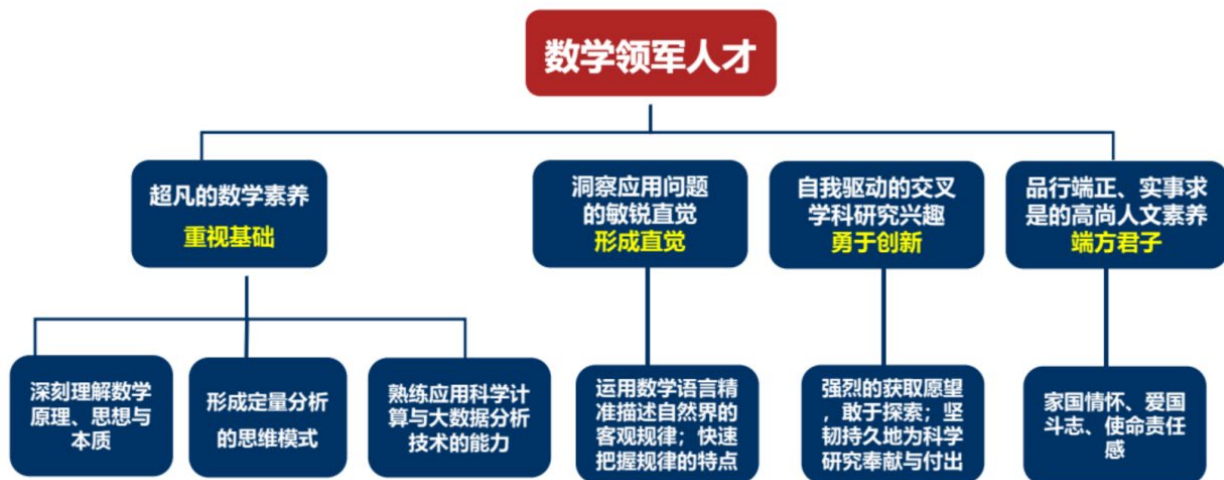 数学领军人才
超凡的数学素养
重视基础
洞察应用问题
的敏锐直觉
形成直觉
自我驱动的交叉
学科研究兴趣
勇于创新
品行端正、实事求
是的高尚人文素养
端方君子
深刻理解数学
原理、思想与
本质
形成定量分析
的思维模式
熟练应用科学计
算与大数据分析
技术的能力
运用数学语言精
准描述自然界的
客观规律；快速
把握规律的特点
强烈的获取愿望
，敢于探索；坚
韧持久地为科学
研究奉献与付出
家国情怀、爱国
斗志、使命责任
感